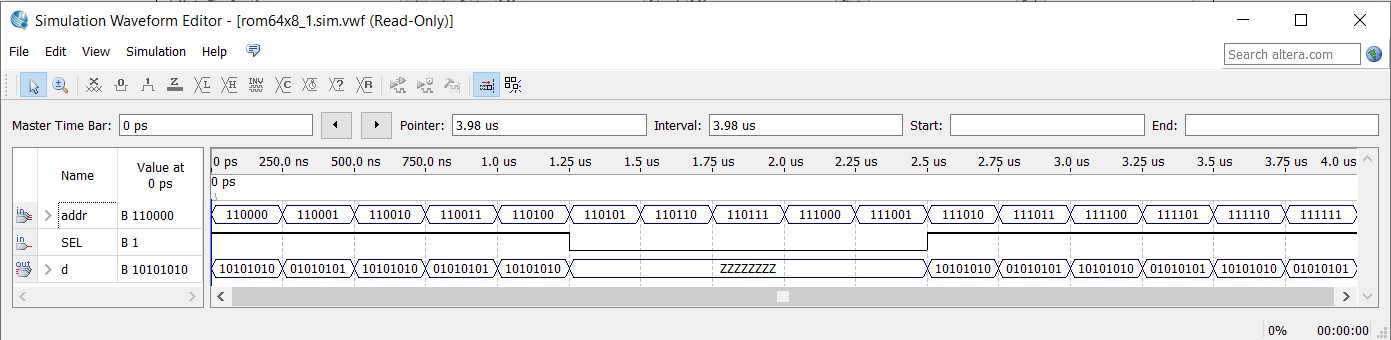 Simulation Waveform Editor - [rom64x8_1.sim.vwf (Read-Only)]
File Edit View Simulation Help
Search altera.com
Master Time Bar: 0 ps Pointer: 3.98 us Interval: 3.98 us Start: End:
Name Value at 0 ps
0 ps 250.0 ns 500.0 ns 750.0 ns 1.0 us 1.25 us 1.5 us 1.75 us 2.0 us 2.25 us 2.5 us 2.75 us 3.0 us 3.25 us 3.5 us 3.75 us 4.0 us
0 ps
in addr B 110000 110000 110001 110010 110011 110100 110101 110110 110111 111000 111001 111010 111011 111100 111101 111110 111111
in SEL B 1
out d B 10101010 10101010 01010101 10101010 01010101 10101010 ZZZZZZZZ 10101010 01010101 10101010 01010101 10101010 01010101
0% 00:00:00